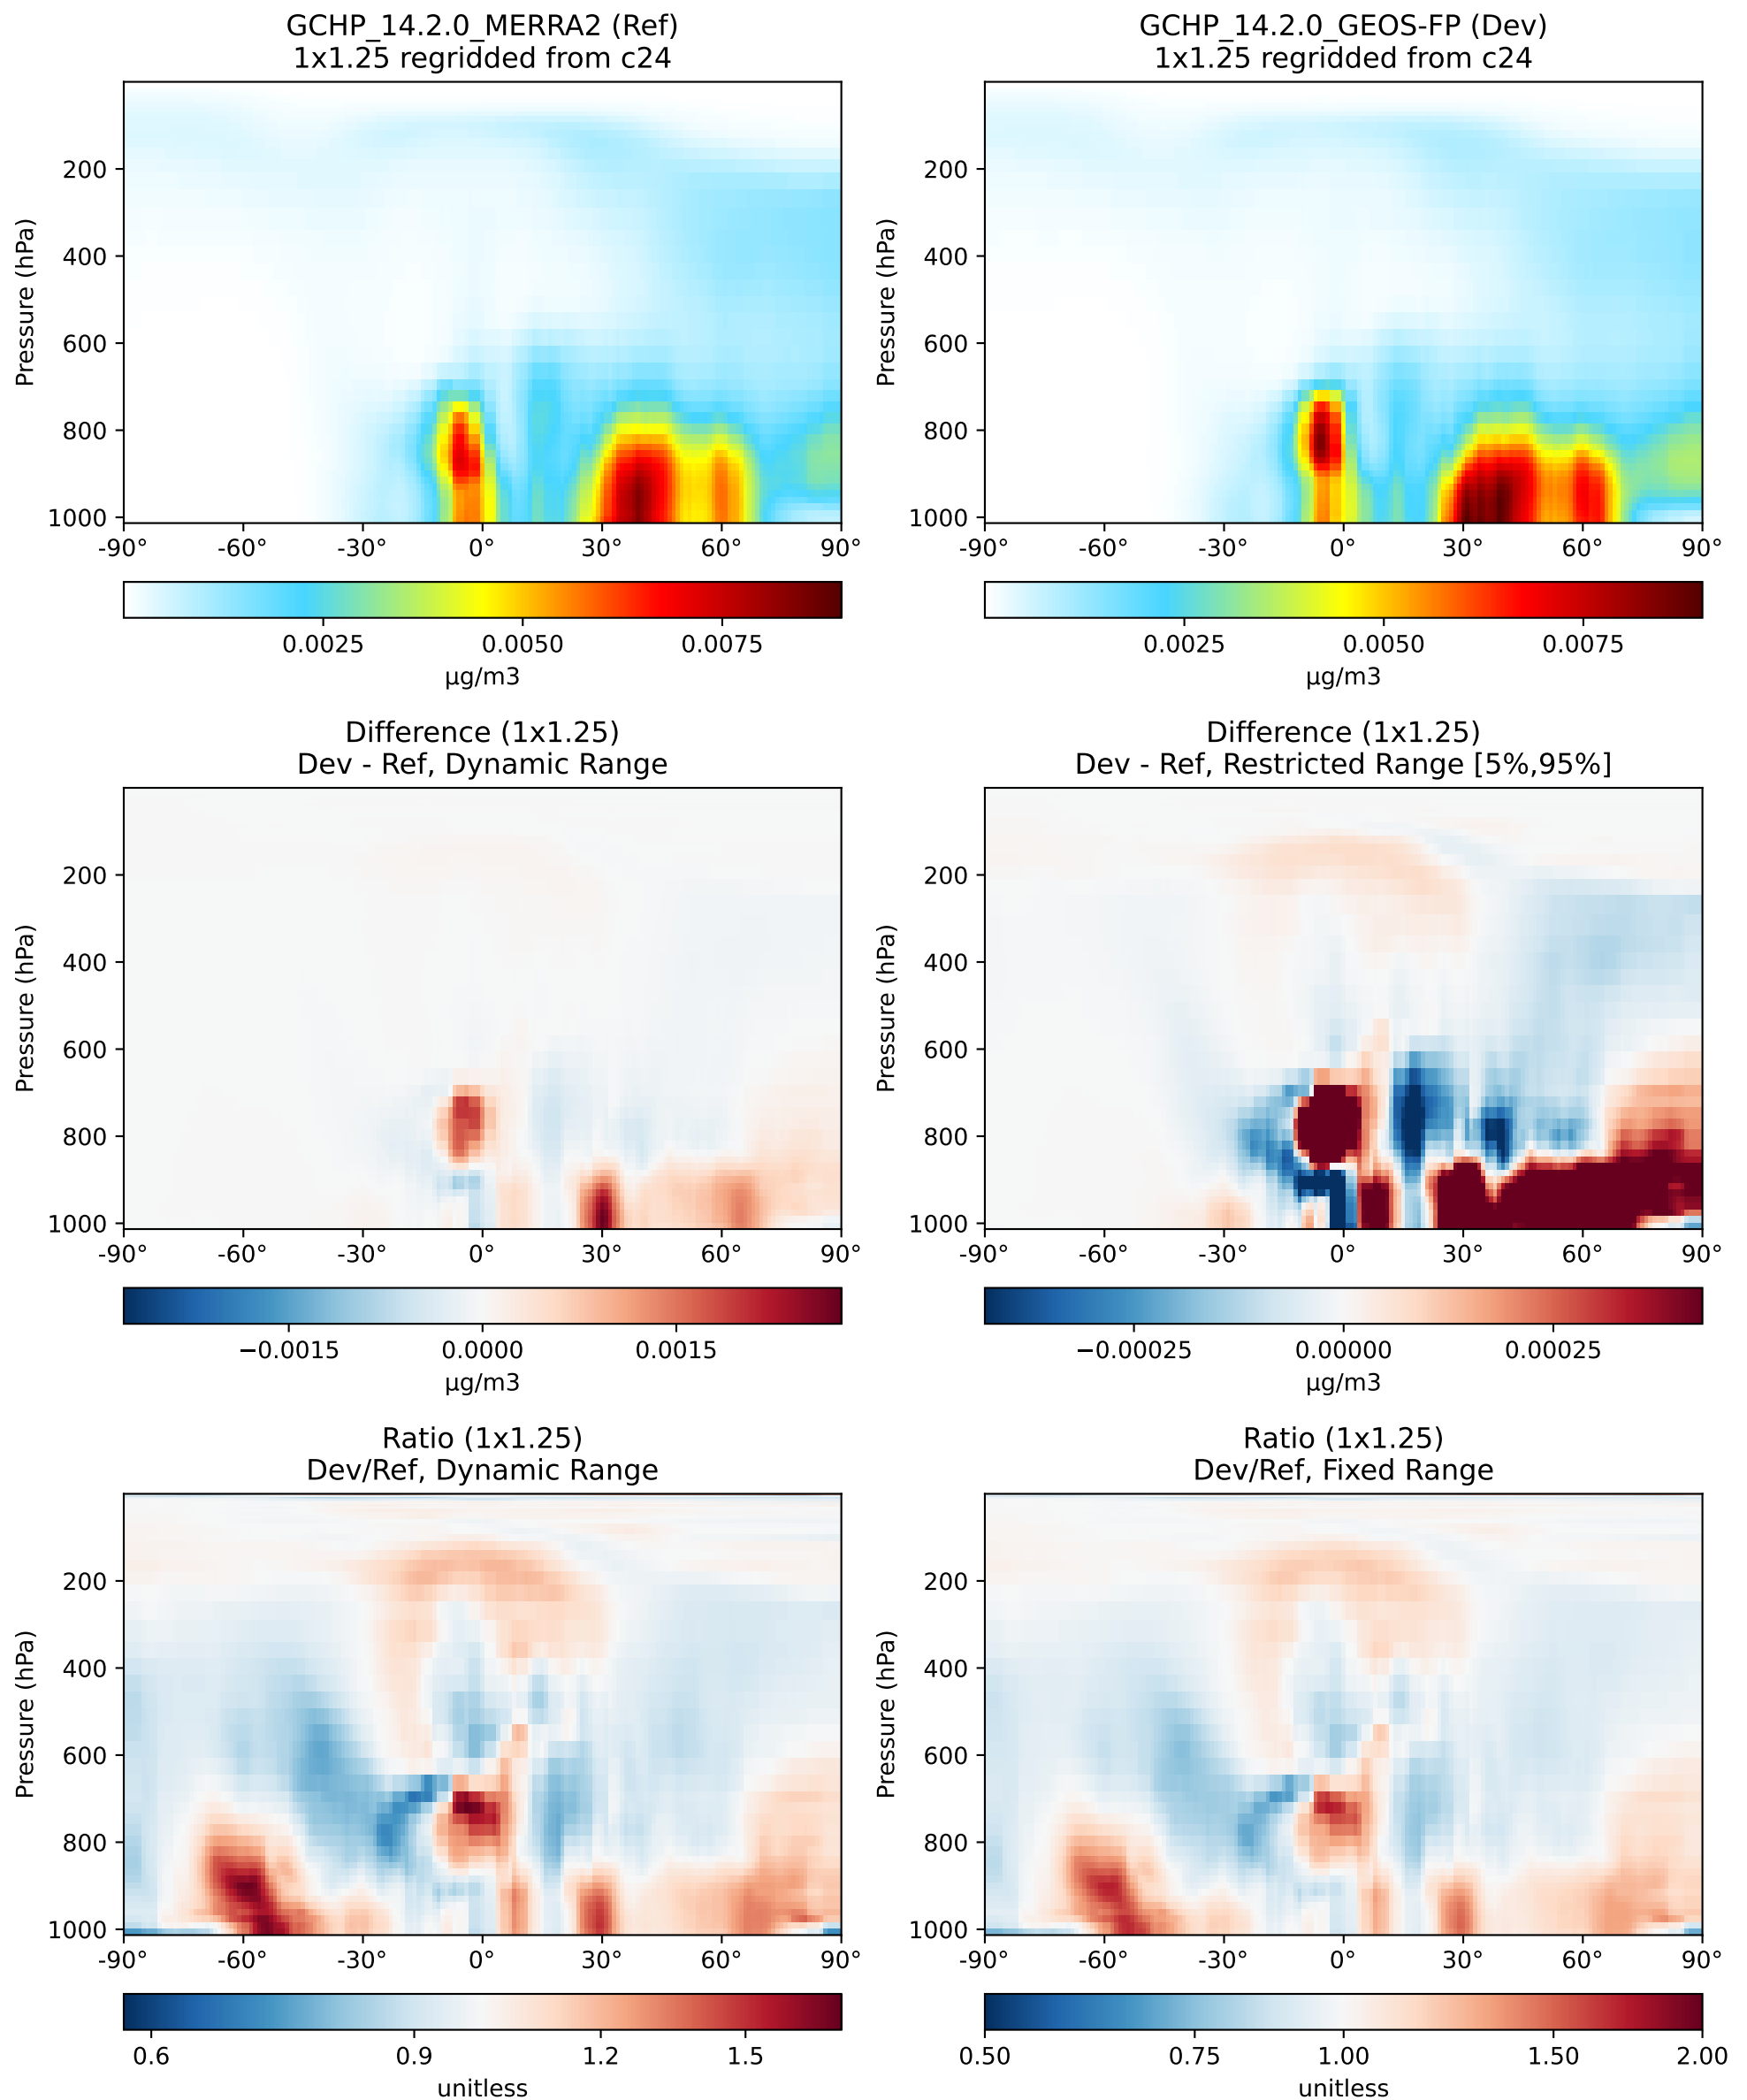 GCHP_14.2.0_MERRA2 (Ref)
1x1.25 regridded from c24
Pressure (hPa)
200
400
600
800
1000
-90° -60° -30° 0° 30° 60° 90°
0.0025 0.0050 0.0075
μg/m3
GCHP_14.2.0_GEOS-FP (Dev)
1x1.25 regridded from c24
Pressure (hPa)
200
400
600
800
1000
-90° -60° -30° 0° 30° 60° 90°
0.0025 0.0050 0.0075
μg/m3
Difference (1x1.25)
Dev - Ref, Dynamic Range
Pressure (hPa)
200
400
600
800
1000
-90° -60° -30° 0° 30° 60° 90°
−0.0015 0.0000 0.0015
μg/m3
Difference (1x1.25)
Dev - Ref, Restricted Range [5%,95%]
Pressure (hPa)
200
400
600
800
1000
-90° -60° -30° 0° 30° 60° 90°
−0.00025 0.00000 0.00025
μg/m3
Ratio (1x1.25)
Dev/Ref, Dynamic Range
Pressure (hPa)
200
400
600
800
1000
-90° -60° -30° 0° 30° 60° 90°
0.6 0.9 1.2 1.5
unitless
Ratio (1x1.25)
Dev/Ref, Fixed Range
Pressure (hPa)
200
400
600
800
1000
-90° -60° -30° 0° 30° 60° 90°
0.50 0.75 1.00 1.50 2.00
unitless